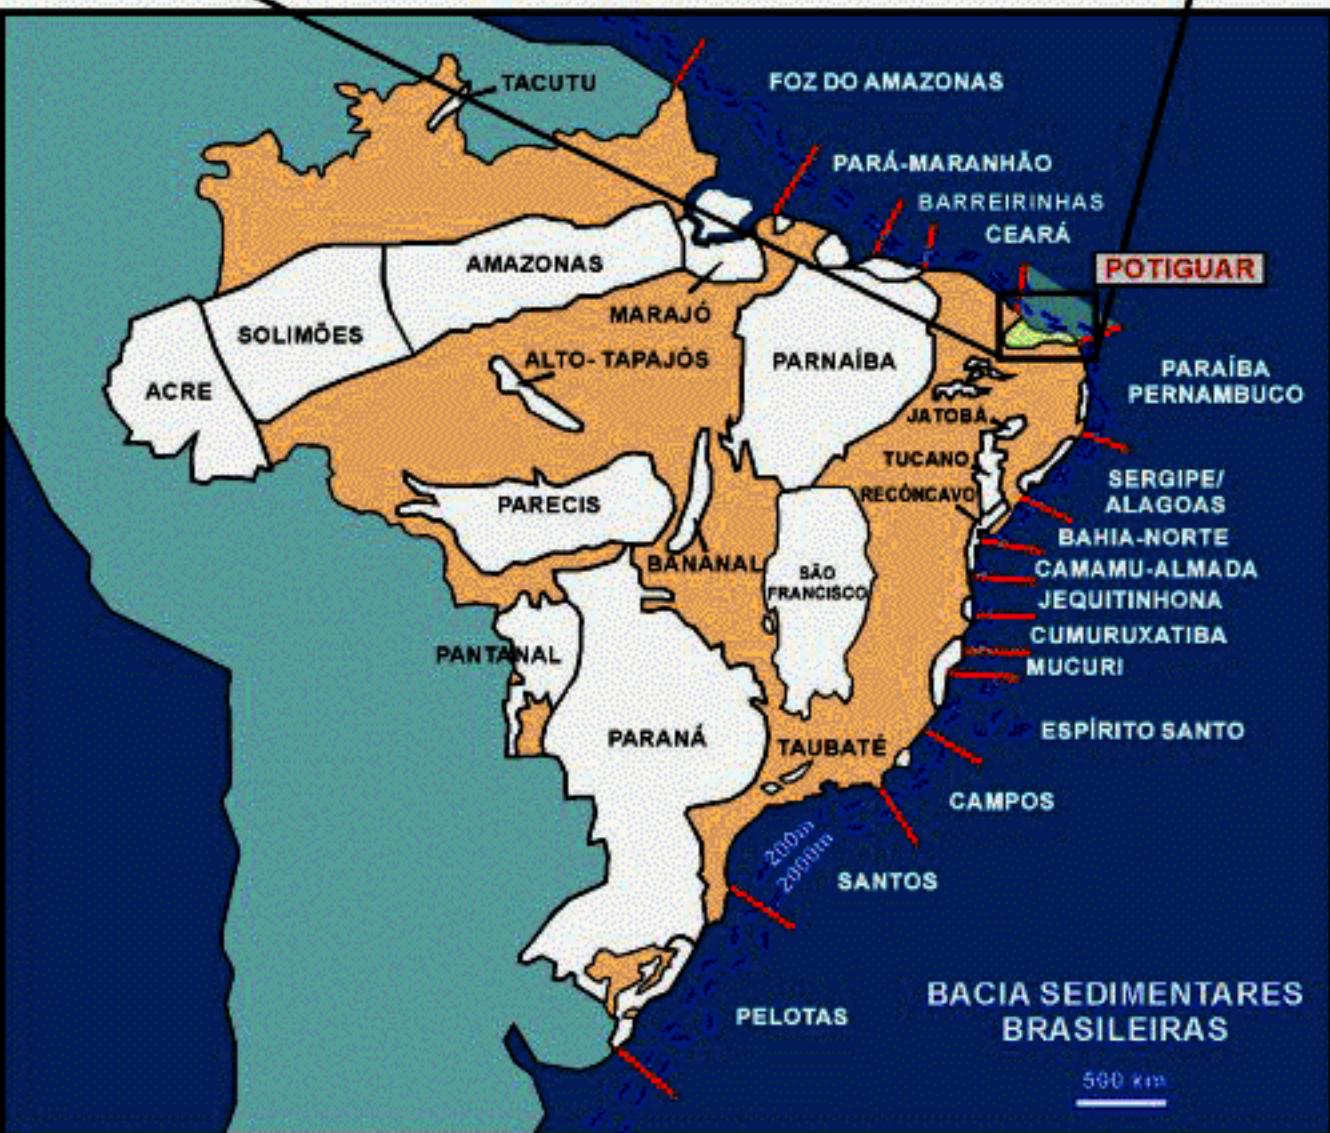 TACUTU
FOZ DO AMAZONAS
PARÁ-MARANHÃO
BARREIRINHAS
CEARÁ
POTIGUAR
AMAZONAS
MARAJÓ
SOLIMÕES
ALTO- TAPAJÓS
PARNAÍBA
ACRE
PARAÍBA
PERNAMBUCO
JATOBÁ
TUCANO
SERGIPE/
ALAGOAS
RECÔNCAVO
PARECIS
BAHIA-NORTE
BANANAL
SÃO
FRANCISCO
CAMAMU-ALMADA
JEQUITINHONA
CUMURUXATIBA
PANTANAL
MUCURI
ESPÍRITO SANTO
PARANÁ
TAUBATÉ
CAMPOS
200m
2000m
SANTOS
PELOTAS
BACIA SEDIMENTARES
BRASILEIRAS
500 km